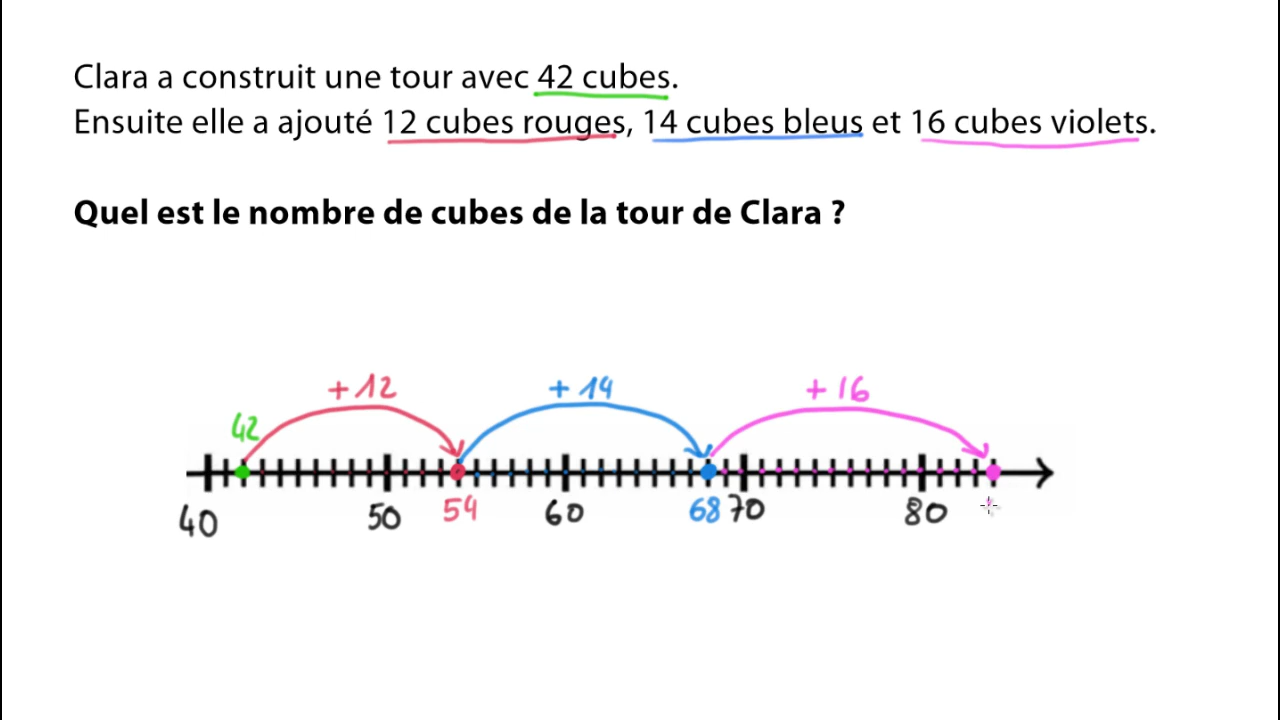 Clara a construit une tour avec 42 cubes.
Ensuite elle a ajouté 12 cubes rouges, 14 cubes bleus et 16 cubes violets.
Quel est le nombre de cubes de la tour de Clara ?
+ 12 + 14 + 16
42
40 50 54 60 68 70 80